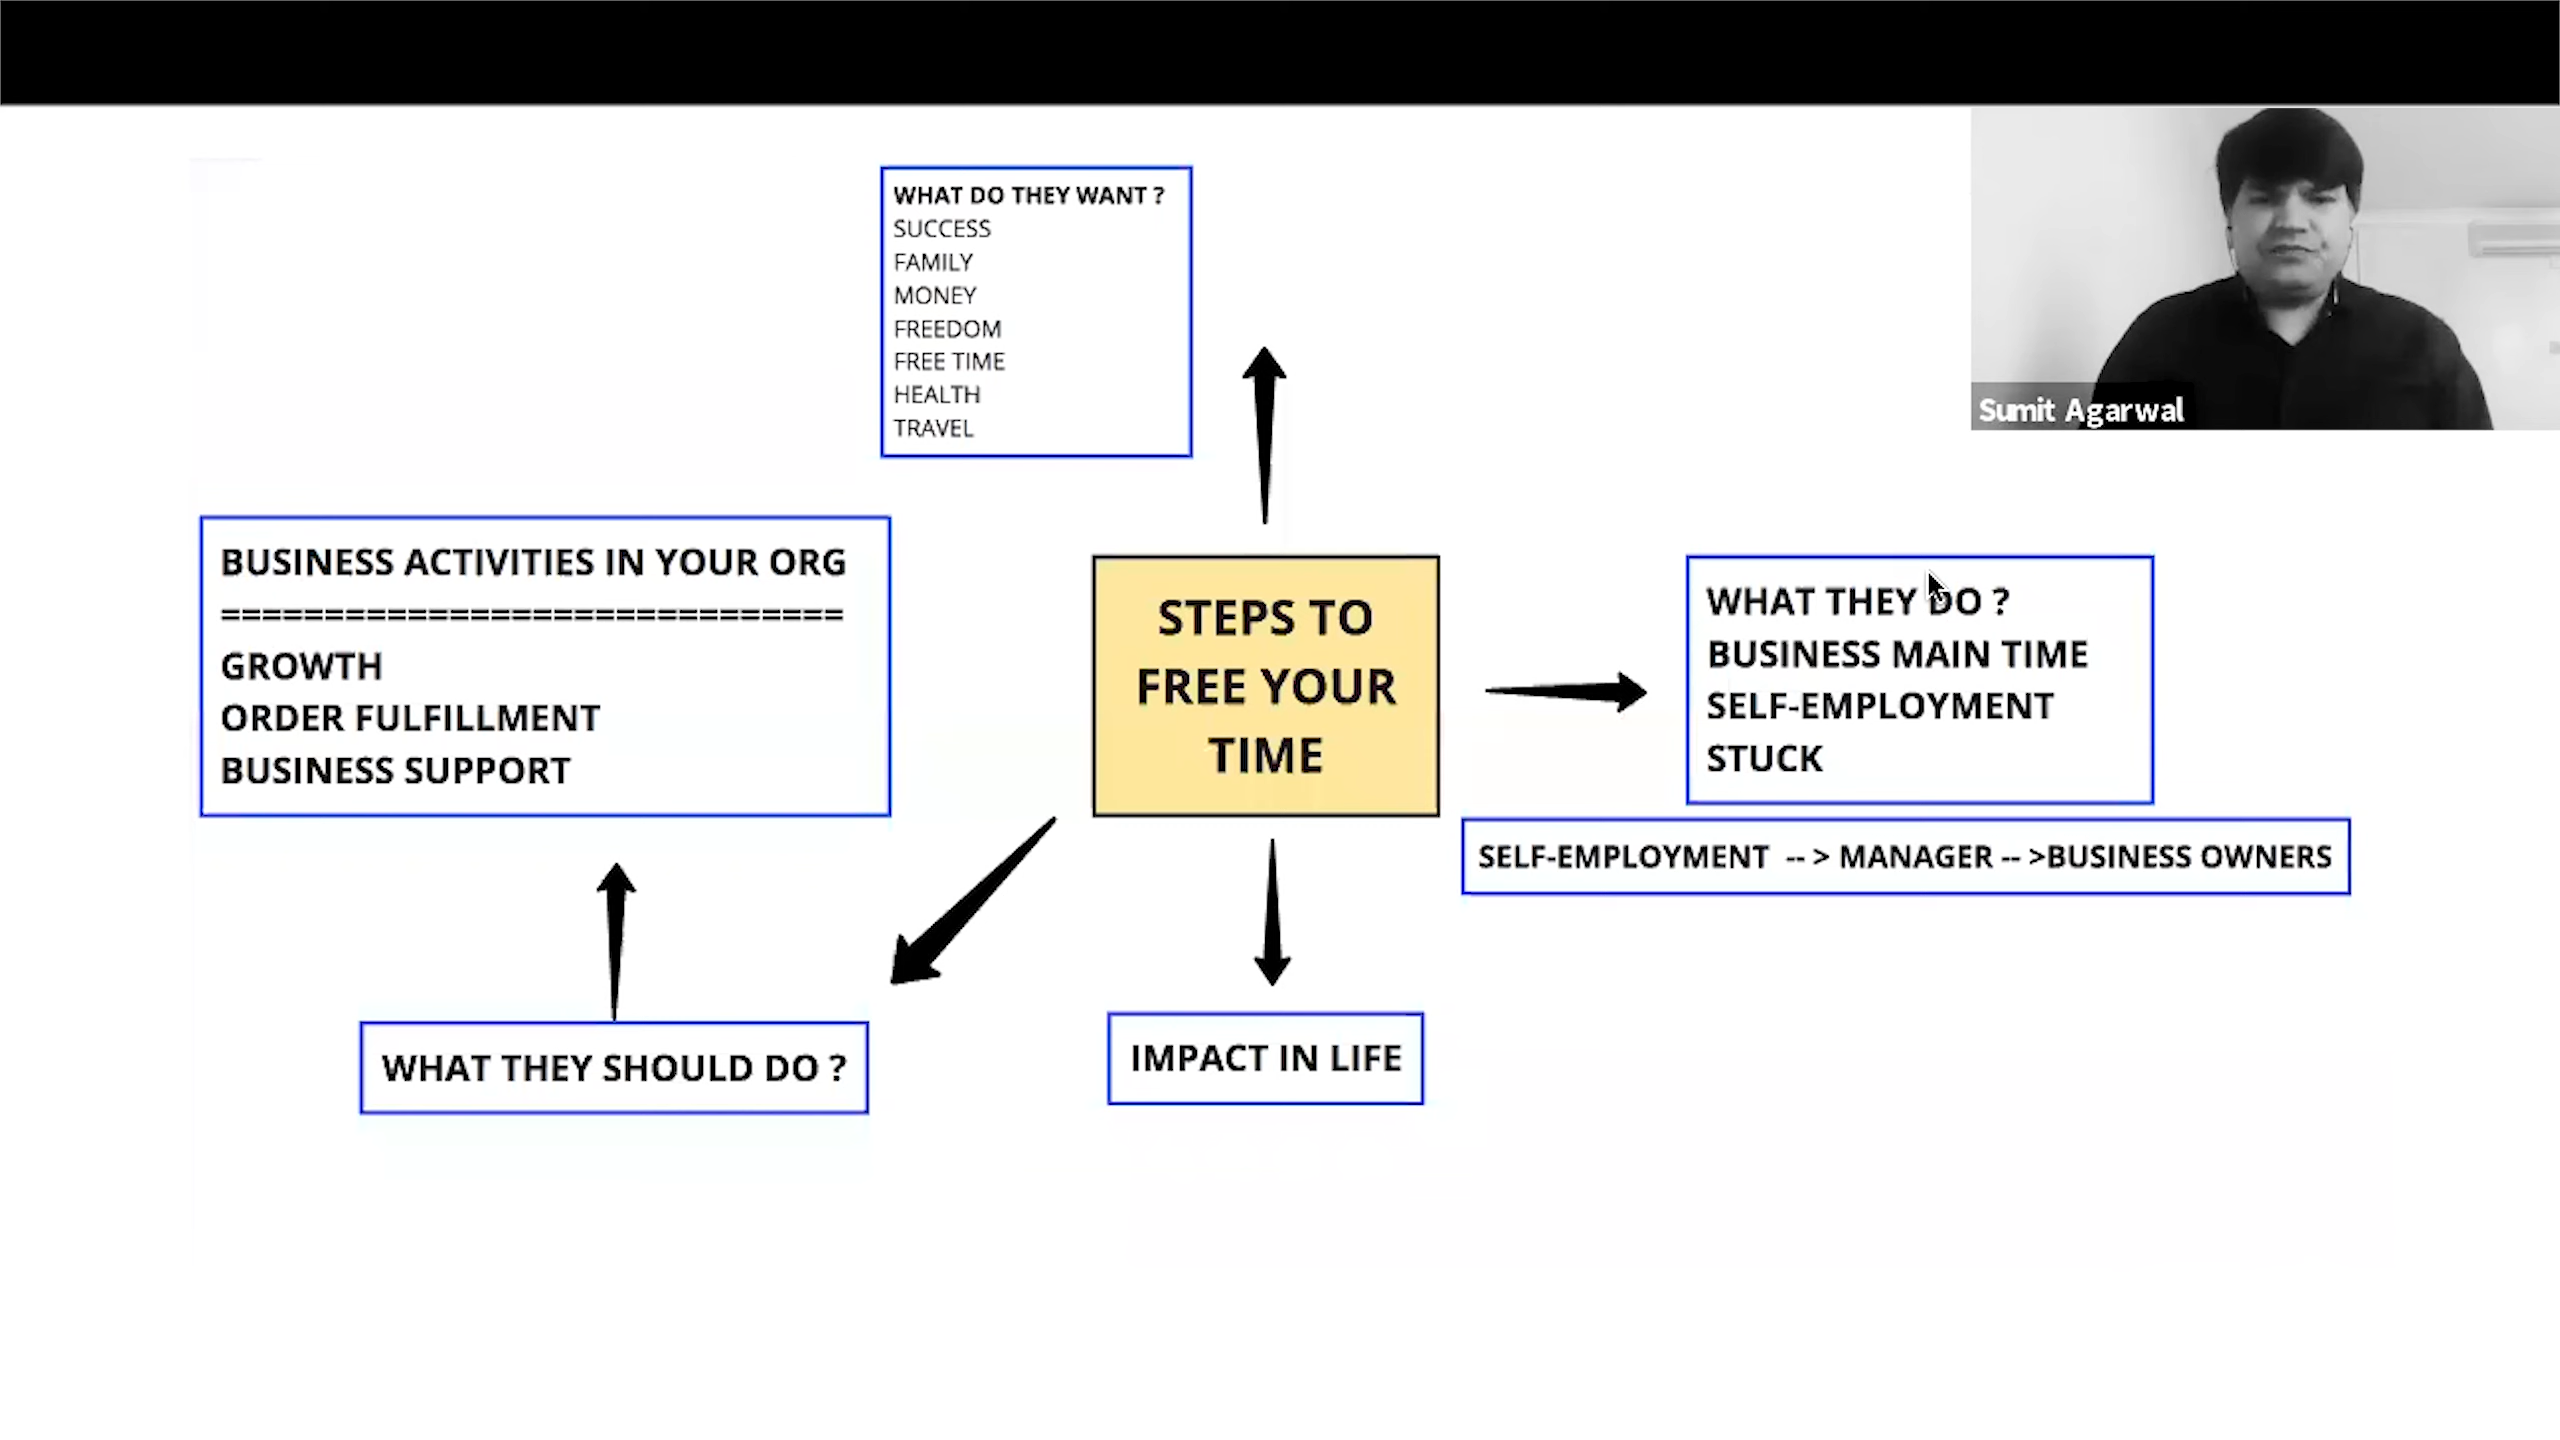 WHAT DO THEY WANT ?
SUCCESS
FAMILY
MONEY
FREEDOM
FREE TIME
HEALTH
TRAVEL
Sumit Agarwal
BUSINESS ACTIVITIES IN YOUR ORG
==============================
GROWTH
ORDER FULFILLMENT
BUSINESS SUPPORT
STEPS TO
FREE YOUR
TIME
WHAT THEY DO ?
BUSINESS MAIN TIME
SELF-EMPLOYMENT
STUCK
SELF-EMPLOYMENT -- > MANAGER -- >BUSINESS OWNERS
WHAT THEY SHOULD DO ?
IMPACT IN LIFE